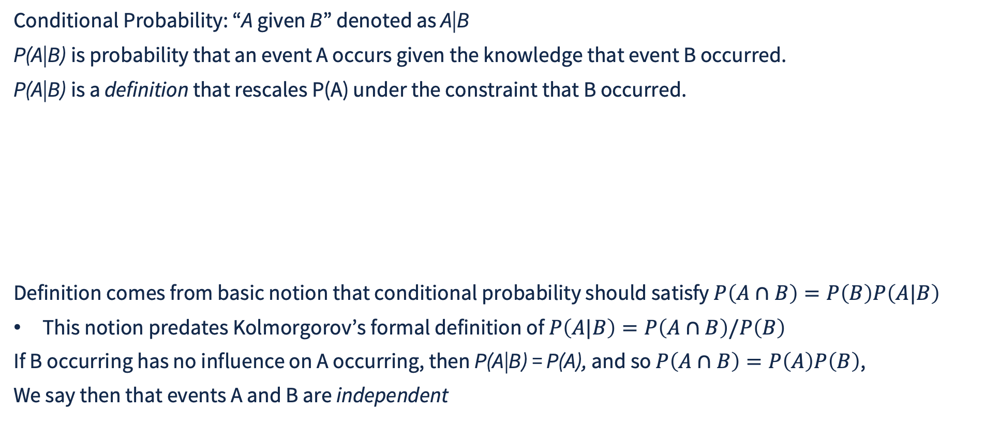 Conditional Probability: “A given B” denoted as A|B
P(A|B) is probability that an event A occurs given the knowledge that event B occurred.
P(A|B) is a definition that rescales P(A) under the constraint that B occurred.
Definition comes from basic notion that conditional probability should satisfy P(A ∩ B) = P(B)P(A|B)
• This notion predates Kolmorgorov’s formal definition of P(A|B) = P(A ∩ B)/P(B)
If B occurring has no influence on A occurring, then P(A|B) = P(A), and so P(A ∩ B) = P(A)P(B),
We say then that events A and B are independent